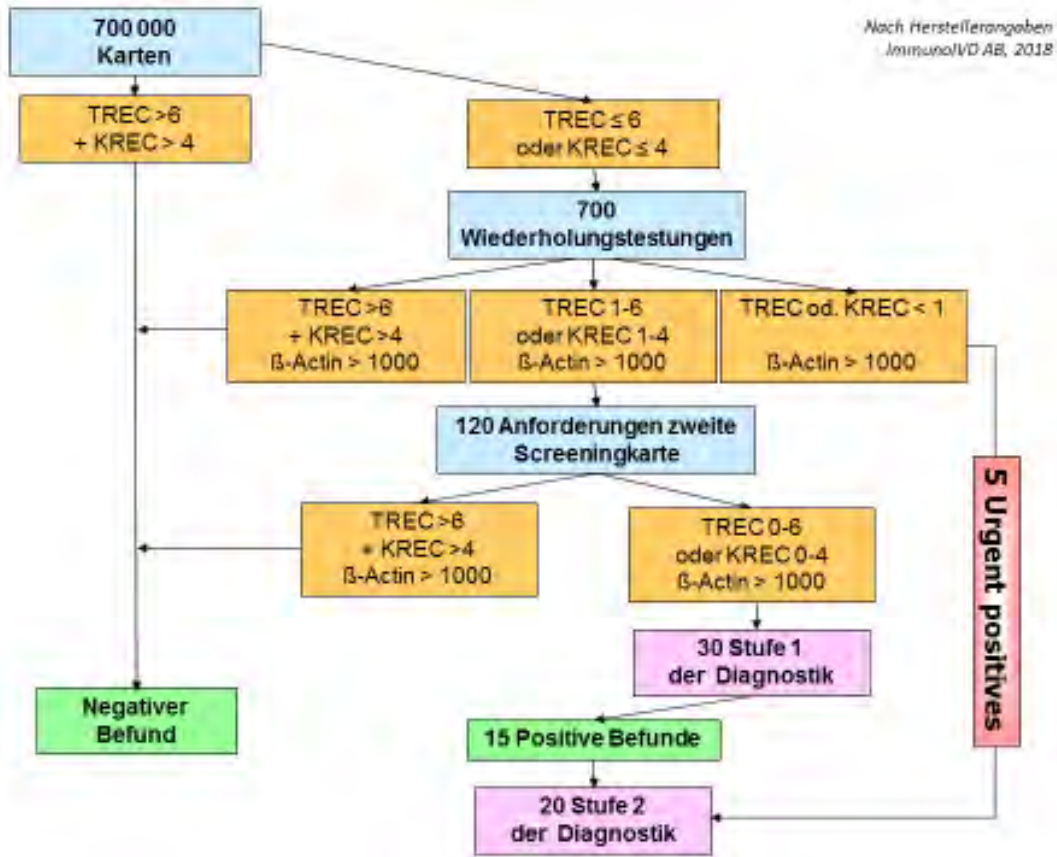 700 000
Karten
Nach Herstellerangaben
ImmunoIVD AB, 2018
TREC >6
+ KREC > 4
TREC ≤ 6
oder KREC ≤ 4
700
Wiederholungstestungen
TREC >6
+ KREC >4
ß-Actin > 1000
TREC 1-6
oder KREC 1-4
ß-Actin > 1000
TREC od. KREC < 1
ß-Actin > 1000
120 Anforderungen zweite
Screeningkarte
TREC >6
+ KREC >4
ß-Actin > 1000
TREC 0-6
oder KREC 0-4
ß-Actin > 1000
5 Urgent positives
30 Stufe 1
der Diagnostik
Negativer
Befund
15 Positive Befunde
20 Stufe 2
der Diagnostik